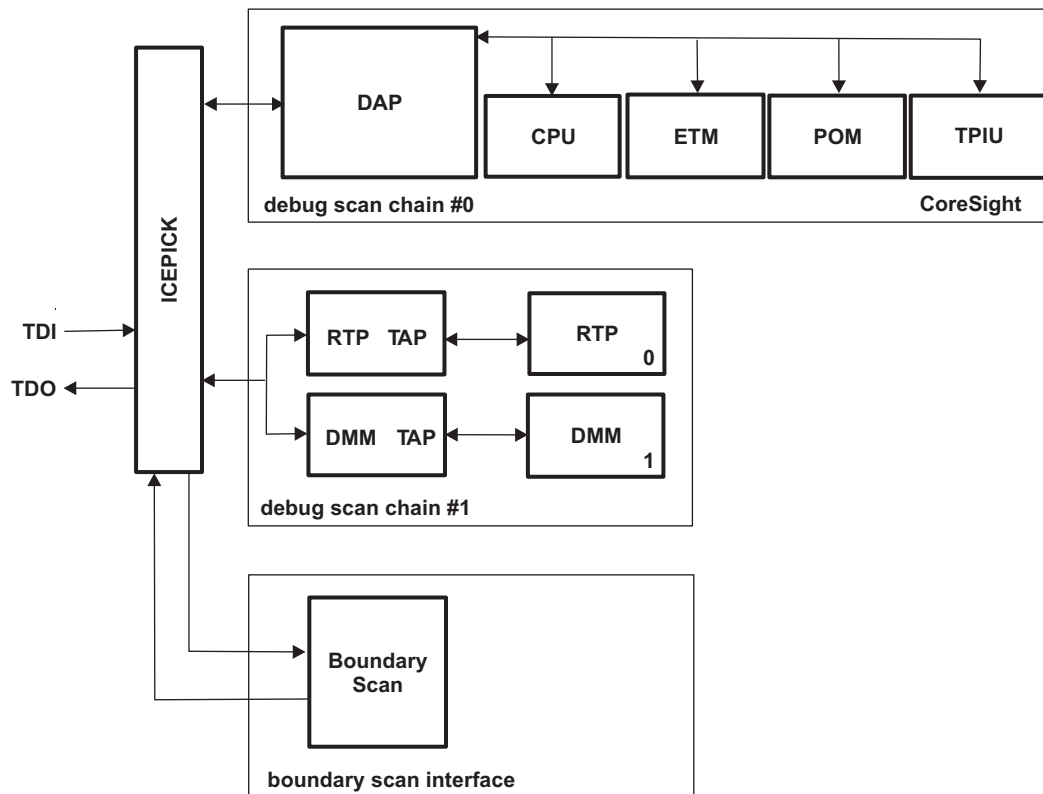 DAP
CPU
ETM
POM
TPIU
debug scan chain #0
CoreSight
ICEPICK
TDI
TDO
RTP TAP
RTP
0
DMM TAP
DMM
1
debug scan chain #1
Boundary
Scan
boundary scan interface